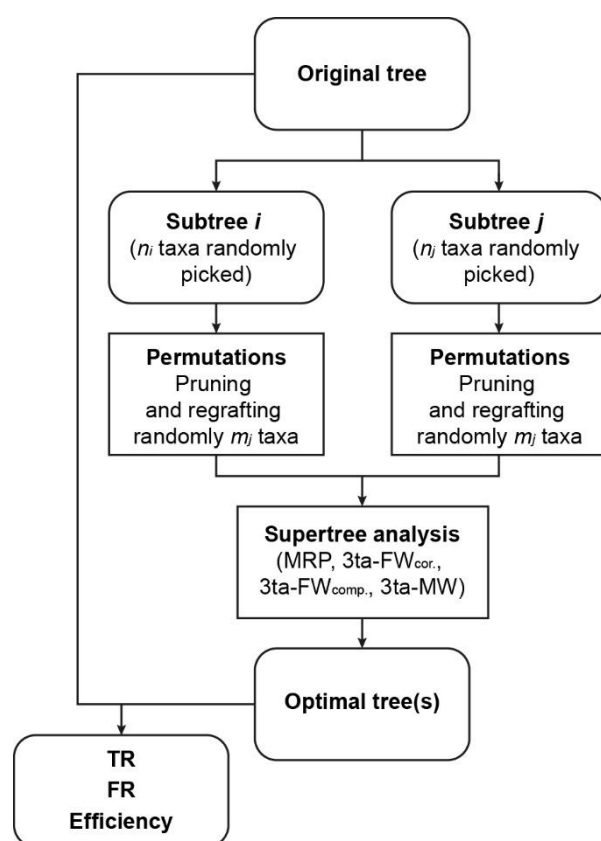 Original tree
Subtree i
(ni taxa randomly
picked)
Subtree j
(nj taxa randomly
picked)
Permutations
Pruning
and regrafting
randomly mj taxa
Permutations
Pruning
and regrafting
randomly mj taxa
Supertree analysis
(MRP, 3ta-FWcor.,
3ta-FWcomp., 3ta-MW)
Optimal tree(s)
TR
FR
Efficiency